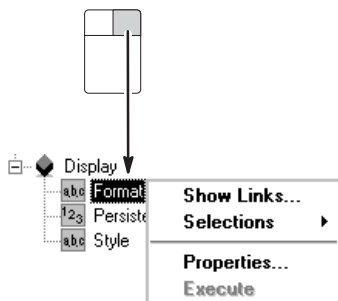 Display
abc Format
Show Links...
123 Persiste
Selections
abc Style
Properties...
Execute